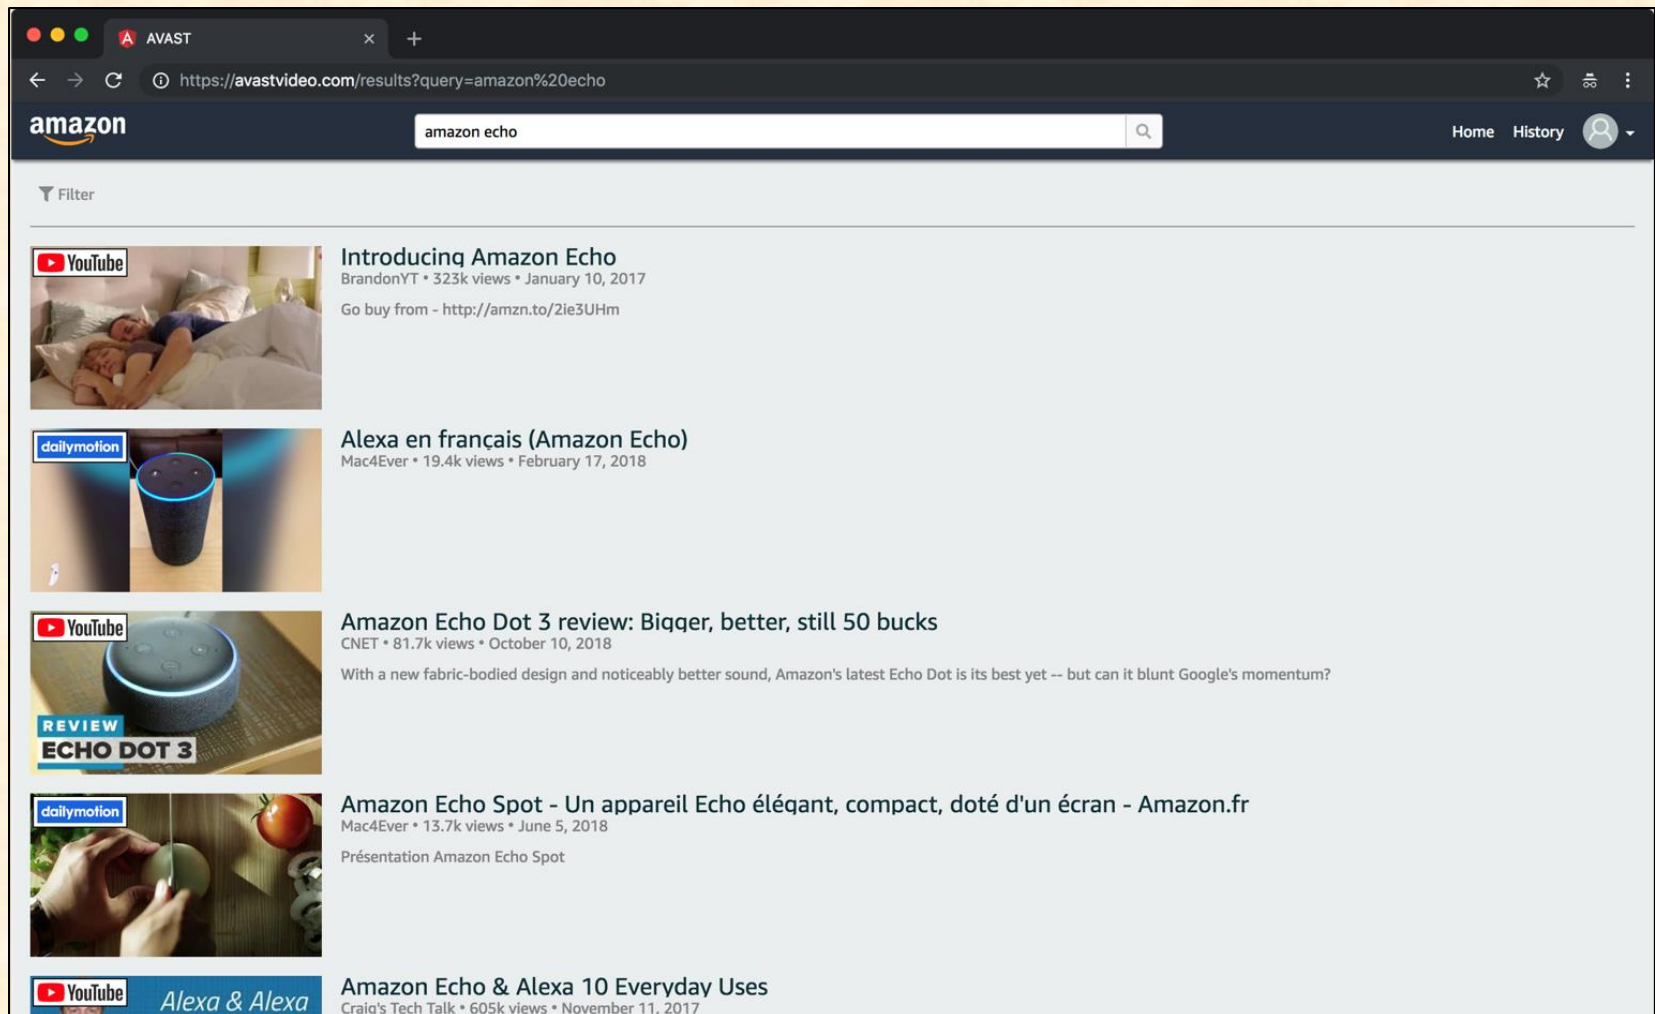 AVAST
https://avastvideo.com/results?query=amazon%20echo
amazon
amazon echo
Home History
Filter
YouTube
Introducing Amazon Echo
BrandonYT • 323k views • January 10, 2017
Go buy from - http://amzn.to/2ie3UHm
dailymotion
Alexa en français (Amazon Echo)
Mac4Ever • 19.4k views • February 17, 2018
YouTube
REVIEW
ECHO DOT 3
Amazon Echo Dot 3 review: Bigger, better, still 50 bucks
CNET • 81.7k views • October 10, 2018
With a new fabric-bodied design and noticeably better sound, Amazon's latest Echo Dot is its best yet -- but can it blunt Google's momentum?
dailymotion
Amazon Echo Spot - Un appareil Echo élégant, compact, doté d'un écran - Amazon.fr
Mac4Ever • 13.7k views • June 5, 2018
Présentation Amazon Echo Spot
YouTube
Alexa & Alexa
Amazon Echo & Alexa 10 Everyday Uses
Craig's Tech Talk • 605k views • November 11, 2017